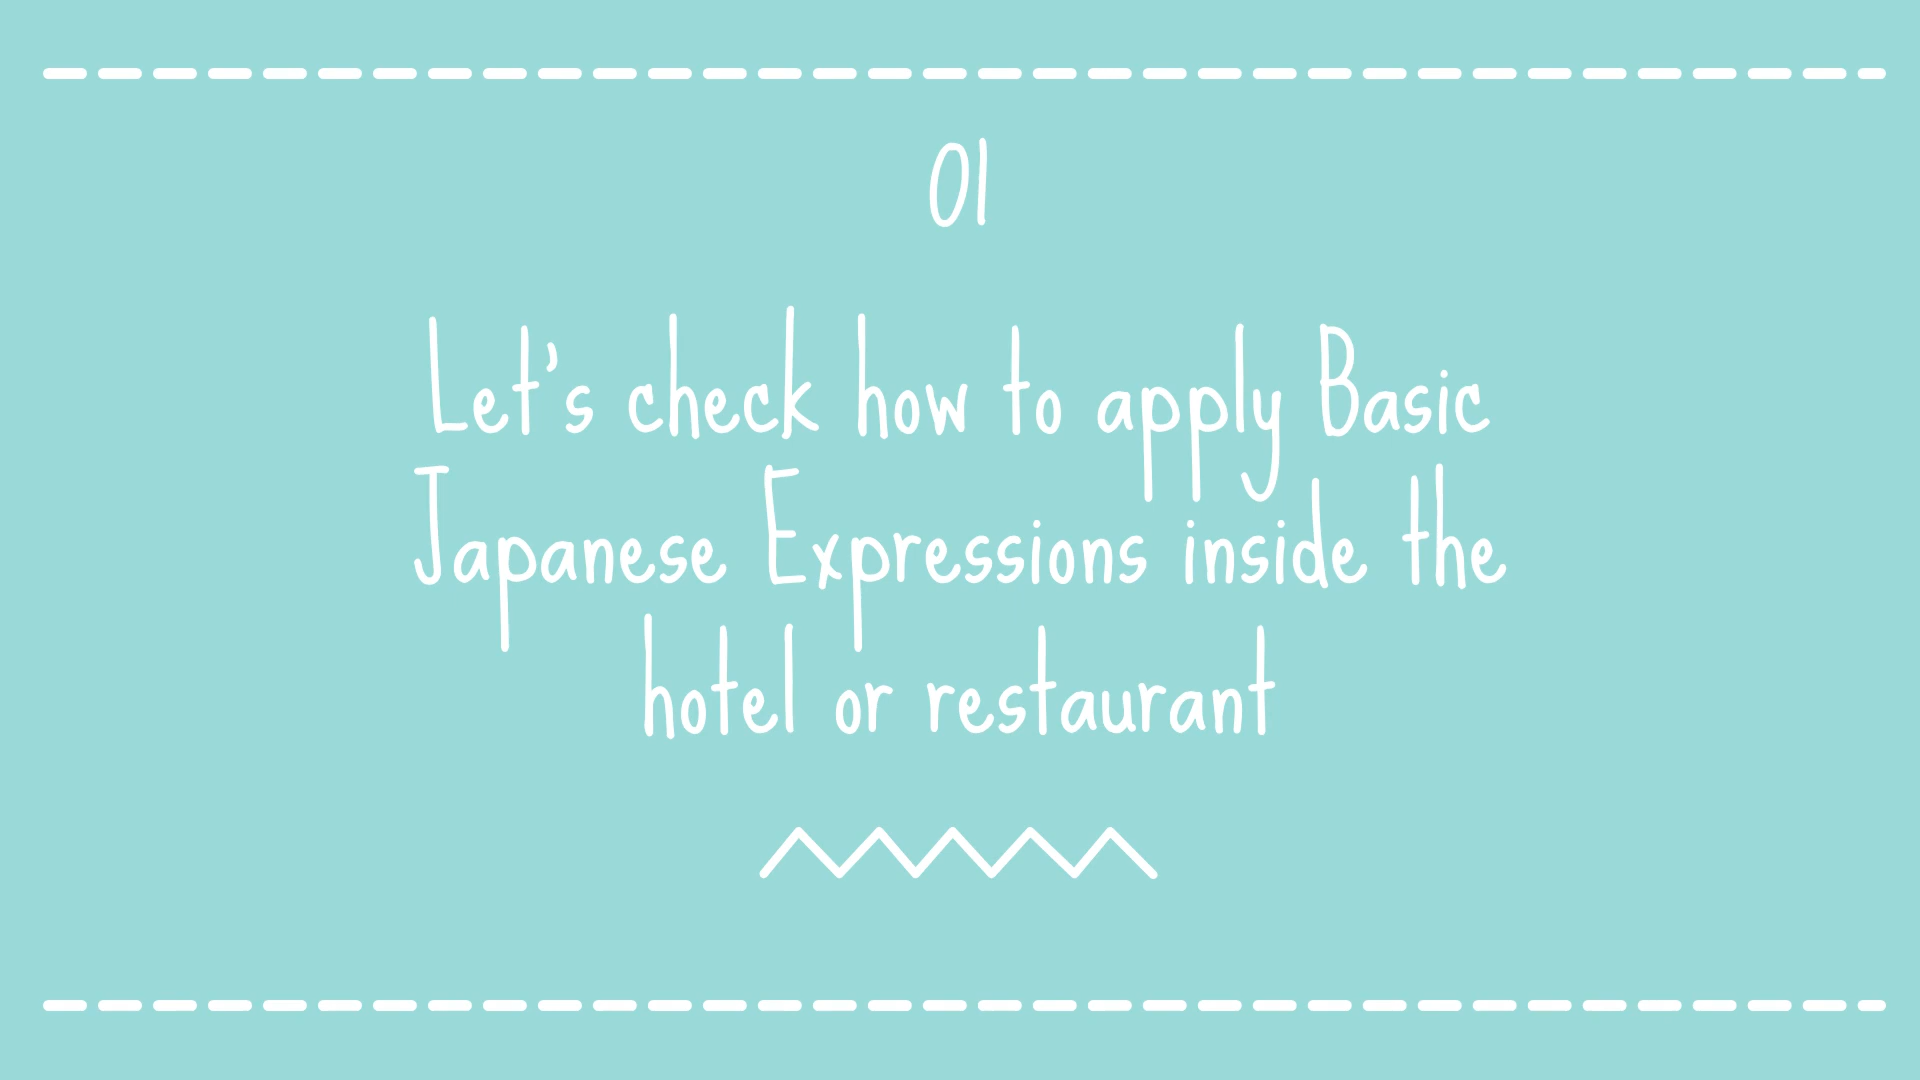 01
Let's check how to apply Basic
Japanese Expressions inside the
hotel or restaurant